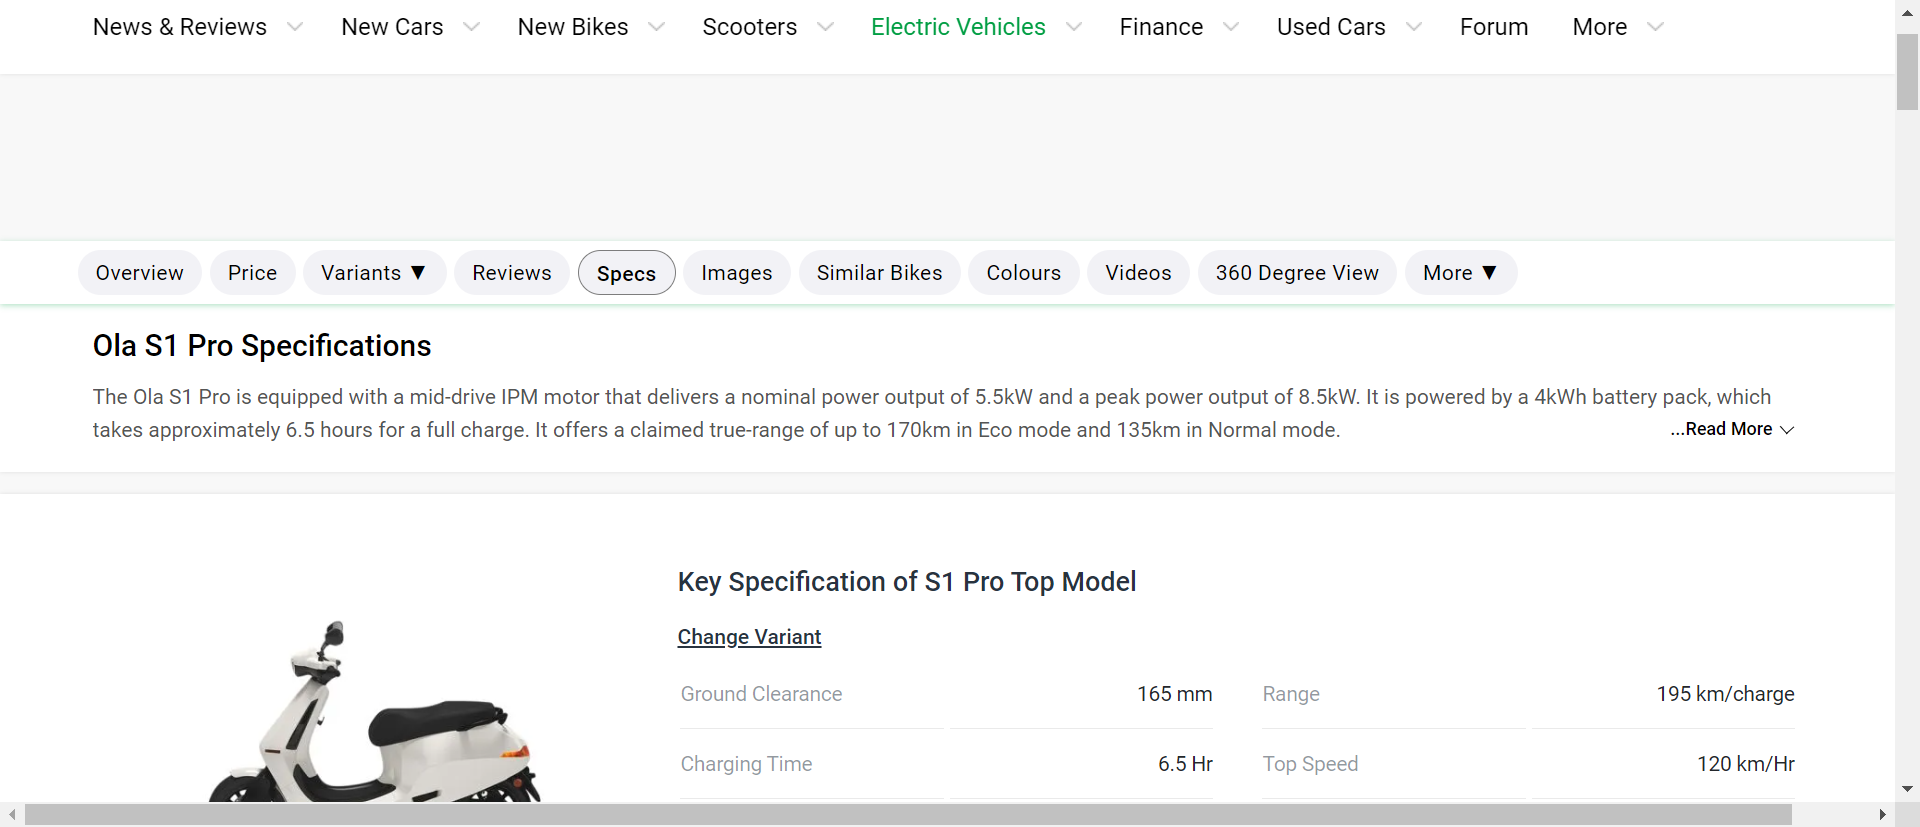 News & Reviews New Cars New Bikes Scooters Electric Vehicles Finance Used Cars Forum More
Overview Price Variants ▼ Reviews Specs Images Similar Bikes Colours Videos 360 Degree View More ▼
Ola S1 Pro Specifications
The Ola S1 Pro is equipped with a mid-drive IPM motor that delivers a nominal power output of 5.5kW and a peak power output of 8.5kW. It is powered by a 4kWh battery pack, which
takes approximately 6.5 hours for a full charge. It offers a claimed true-range of up to 170km in Eco mode and 135km in Normal mode. ...Read More
Key Specification of S1 Pro Top Model
Change Variant
Ground Clearance 165 mm Range 195 km/charge
Charging Time 6.5 Hr Top Speed 120 km/Hr